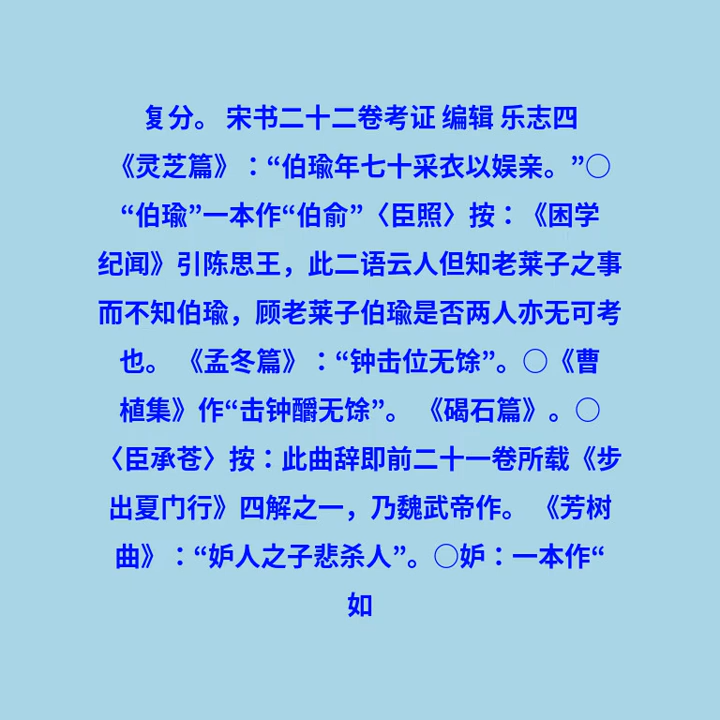 复分。 宋书二十二卷考证 编辑 乐志四
《灵芝篇》：“伯瑜年七十采衣以娱亲。”○
“伯瑜”一本作“伯俞”〈臣照〉按：《困学
纪闻》引陈思王，此二语云人但知老莱子之事
而不知伯瑜，顾老莱子伯瑜是否两人亦无可考
也。 《孟冬篇》：“钟击位无馀”。○《曹
植集》作“击钟釂无馀”。 《碣石篇》。○
〈臣承苍〉按：此曲辞即前二十一卷所载《步
出夏门行》四解之一，乃魏武帝作。 《芳树
曲》：“妒人之子悲杀人”。○妒：一本作“
如